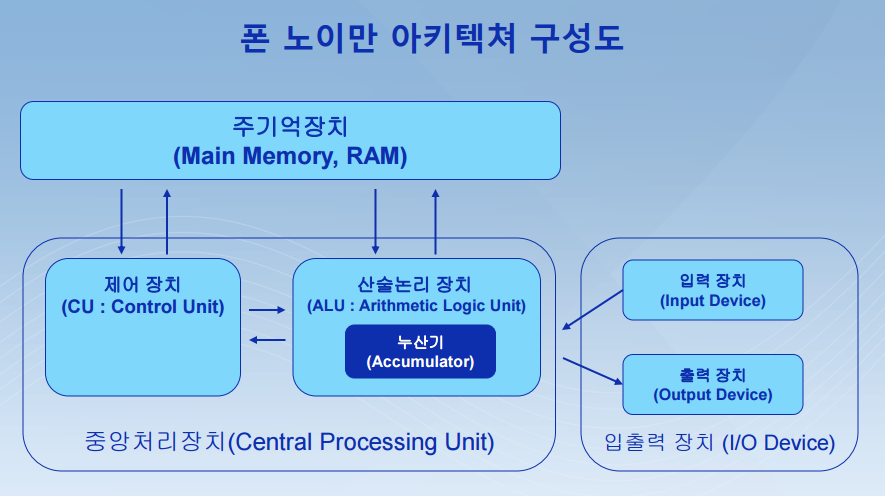 폰 노이만 아키텍쳐 구성도
주기억장치
(Main Memory, RAM)
제어 장치
(CU : Control Unit)
산술논리 장치
(ALU : Arithmetic Logic Unit)
누산기
(Accumulator)
중앙처리장치(Central Processing Unit)
입력 장치
(Input Device)
출력 장치
(Output Device)
입출력 장치 (I/O Device)